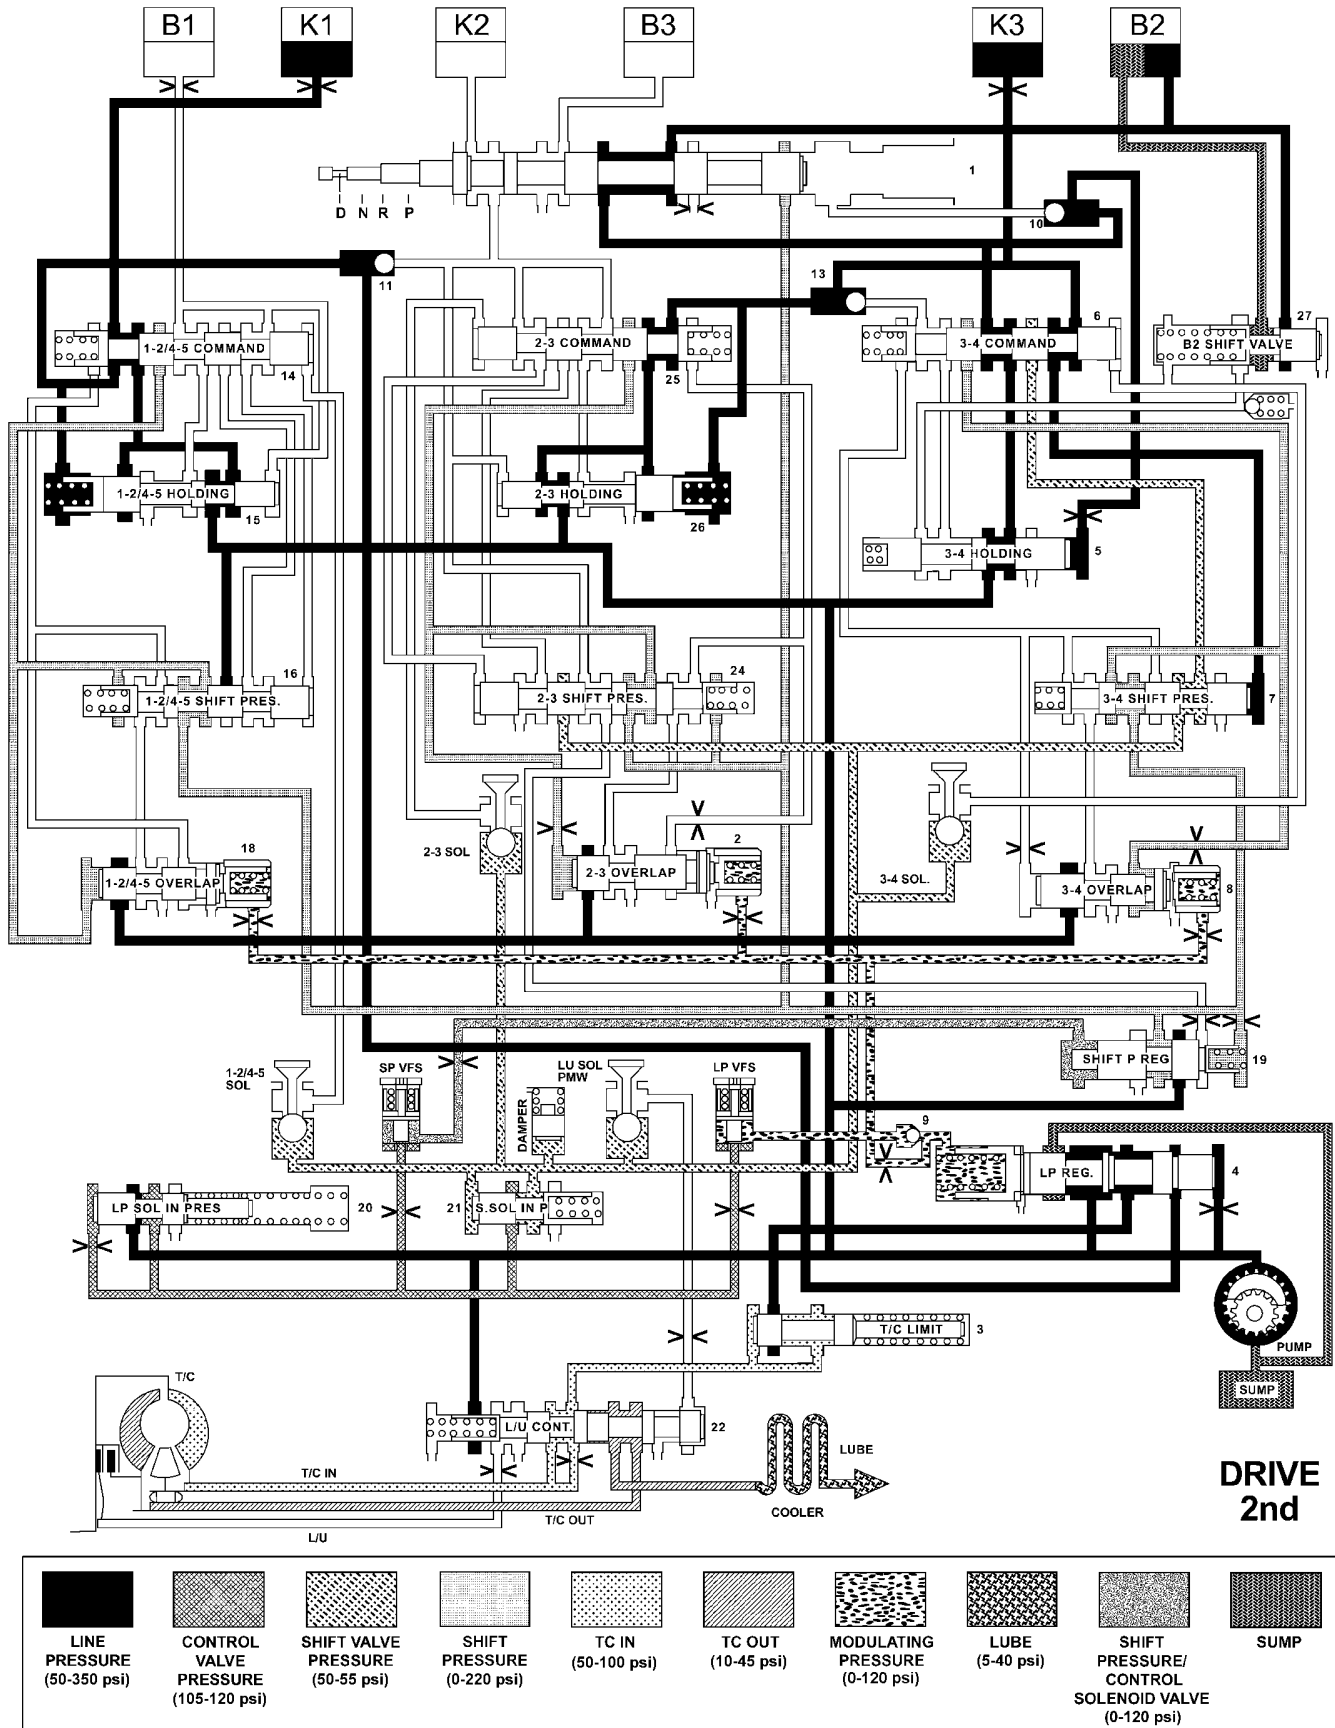 B1
K1
K2
B3
K3
B2
1
D N R P
10
11
13
6
27
1-2/4-5 COMMAND
2-3 COMMAND
3-4 COMMAND
B2 SHIFT VALVE
14
25
1-2/4-5 HOLDING
2-3 HOLDING
15
26
3-4 HOLDING
5
16
24
1-2/4-5 SHIFT PRES.
2-3 SHIFT PRES.
3-4 SHIFT PRES.
7
2-3 SOL
2
18
3-4 SOL.
1-2/4-5 OVERLAP
2-3 OVERLAP
3-4 OVERLAP
8
1-2/4-5
SOL
SP VFS
LU SOL
PMW
LP VFS
SHIFT P REG
19
DAMPER
9
LP REG.
4
LP SOL IN PRES
20
21
S.SOL IN P
T/C LIMIT
3
PUMP
SUMP
T/C
L/U CONT.
22
LUBE
T/C IN
COOLER
T/C OUT
L/U
DRIVE
2nd
LINE
PRESSURE
(50-350 psi)
CONTROL
VALVE
PRESSURE
(105-120 psi)
SHIFT VALVE
PRESSURE
(50-55 psi)
SHIFT
PRESSURE
(0-220 psi)
TC IN
(50-100 psi)
TC OUT
(10-45 psi)
MODULATING
PRESSURE
(0-120 psi)
LUBE
(5-40 psi)
SHIFT
PRESSURE/
CONTROL
SOLENOID VALVE
(0-120 psi)
SUMP